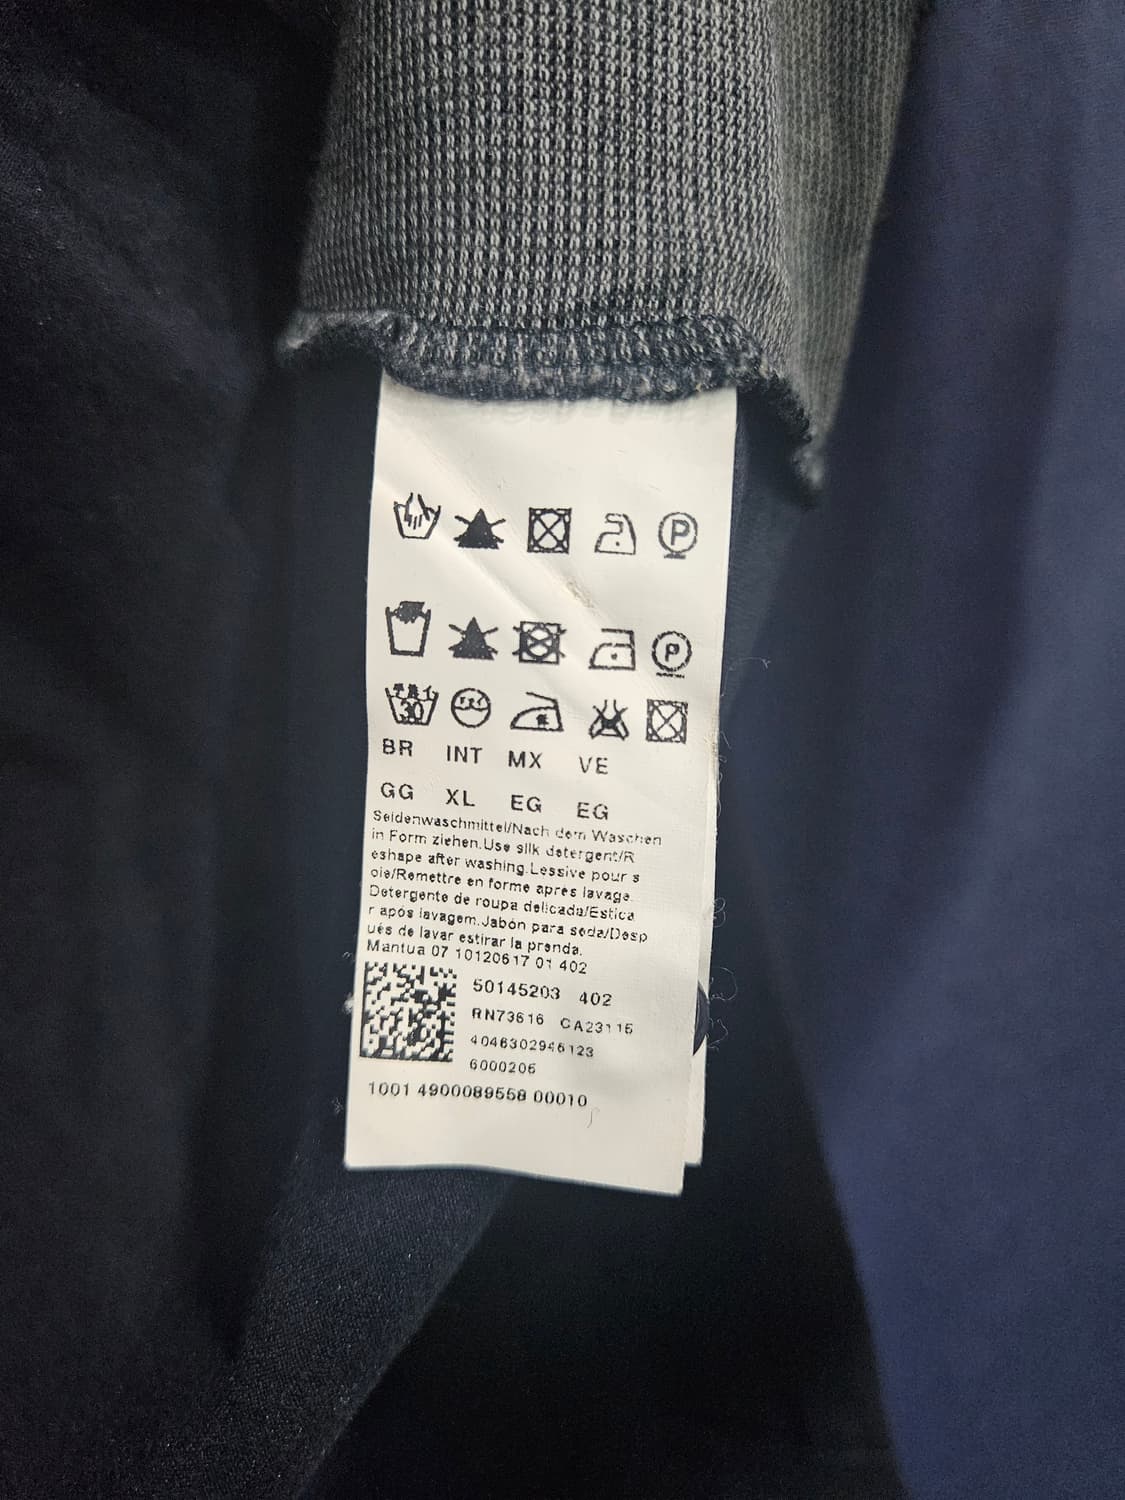 P
P
30
BR INT MX VE
GG XL EG EG
Seidenwaschmittel/Nach dem Waschen
in Form ziehen.Use silk detergent/R
eshape after washing.Lessive pour s
oie/Remettre en forme après lavage.
Detergente de roupa delicada/Estica
r após lavagem.Jabón para seda/Desp
ués de lavar estirar la prenda.
Mantua 07 10120617 01 402
50145203 402
RN73616 CA23115
4046302945123
6000206
1001 4900089558 00010